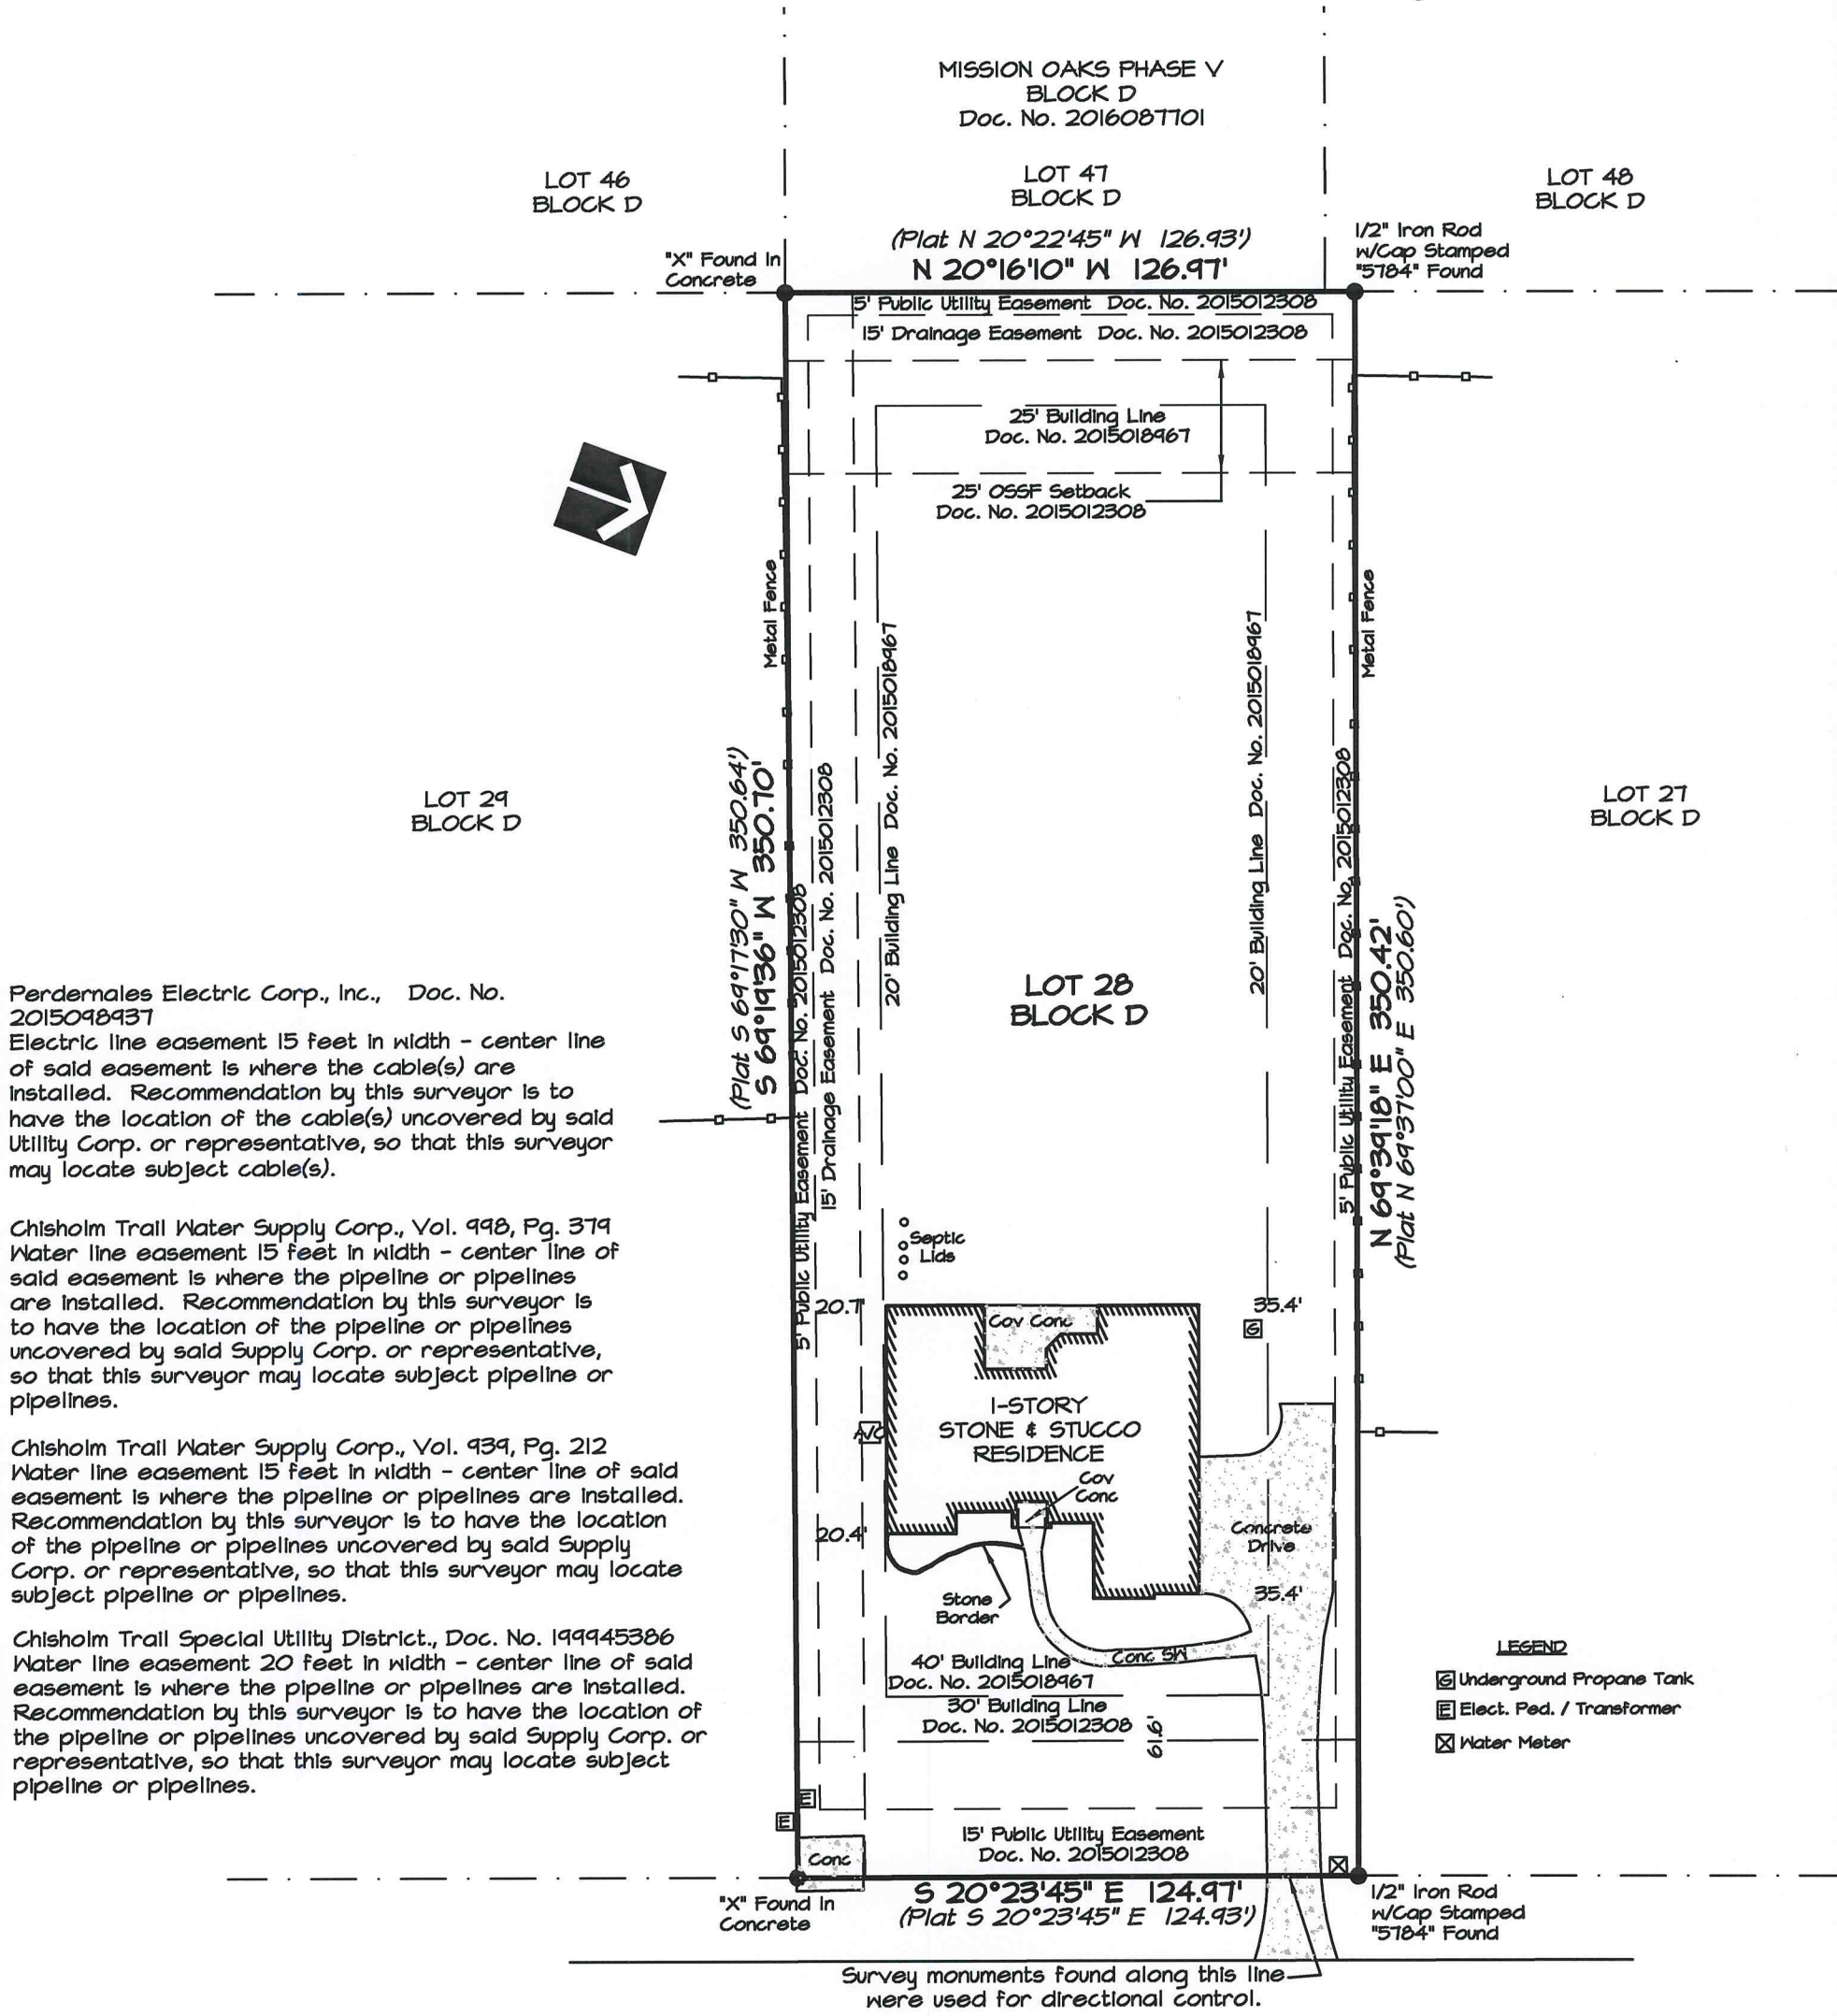 MISSION OAKS PHASE V
BLOCK D
Doc. No. 2016087701
LOT 46
BLOCK D
LOT 47
BLOCK D
LOT 48
BLOCK D
(Plat N 20°22'45" W 126.93')
N 20°16'10" W 126.97'
"X" Found In
Concrete
1/2" Iron Rod
w/Cap Stamped
"5784" Found
5' Public Utility Easement Doc. No. 2015012308
15' Drainage Easement Doc. No. 2015012308
25' Building Line
Doc. No. 2015018967
25' OSSF Setback
Doc. No. 2015012308
Metal Fence
Metal Fence
20' Building Line Doc. No. 2015018967
20' Building Line Doc. No. 2015018967
LOT 29
BLOCK D
LOT 27
BLOCK D
(Plat S 69°17'30" W 350.64')
S 69°19'36" W 350.70'
5' Public Utility Easement Doc. No. 2015012308
15' Drainage Easement Doc. No. 2015012308
5' Public Utility Easement Doc. No. 2015012308
N 69°39'18" E 350.42'
(Plat N 69°37'00" E 350.60')
LOT 28
BLOCK D
Perdernales Electric Corp., Inc., Doc. No.
2015098937
Electric line easement 15 feet in width - center line
of said easement is where the cable(s) are
installed. Recommendation by this surveyor is to
have the location of the cable(s) uncovered by said
Utility Corp. or representative, so that this surveyor
may locate subject cable(s).
Chisholm Trail Water Supply Corp., Vol. 998, Pg. 379
Water line easement 15 feet in width - center line of
said easement is where the pipeline or pipelines
are installed. Recommendation by this surveyor is
to have the location of the pipeline or pipelines
uncovered by said Supply Corp. or representative,
so that this surveyor may locate subject pipeline or
pipelines.
Chisholm Trail Water Supply Corp., Vol. 939, Pg. 212
Water line easement 15 feet in width - center line of said
easement is where the pipeline or pipelines are installed.
Recommendation by this surveyor is to have the location
of the pipeline or pipelines uncovered by said Supply
Corp. or representative, so that this surveyor may locate
subject pipeline or pipelines.
Chisholm Trail Special Utility District., Doc. No. 199945386
Water line easement 20 feet in width - center line of said
easement is where the pipeline or pipelines are installed.
Recommendation by this surveyor is to have the location of
the pipeline or pipelines uncovered by said Supply Corp. or
representative, so that this surveyor may locate subject
pipeline or pipelines.
Septic
Lids
20.7'
35.4'
G
Cov Conc
1-STORY
STONE & STUCCO
RESIDENCE
A/C
Cov
Conc
20.4'
Concrete
Drive
35.4'
Stone
Border
Conc SW
40' Building Line
Doc. No. 2015018967
30' Building Line
Doc. No. 2015012308
61.6'
LEGEND
G Underground Propane Tank
E Elect. Ped. / Transformer
Water Meter
E
E
15' Public Utility Easement
Doc. No. 2015012308
Conc
S 20°23'45" E 124.97'
(Plat S 20°23'45" E 124.93')
"X" Found In
Concrete
1/2" Iron Rod
w/Cap Stamped
"5784" Found
Survey monuments found along this line
were used for directional control.